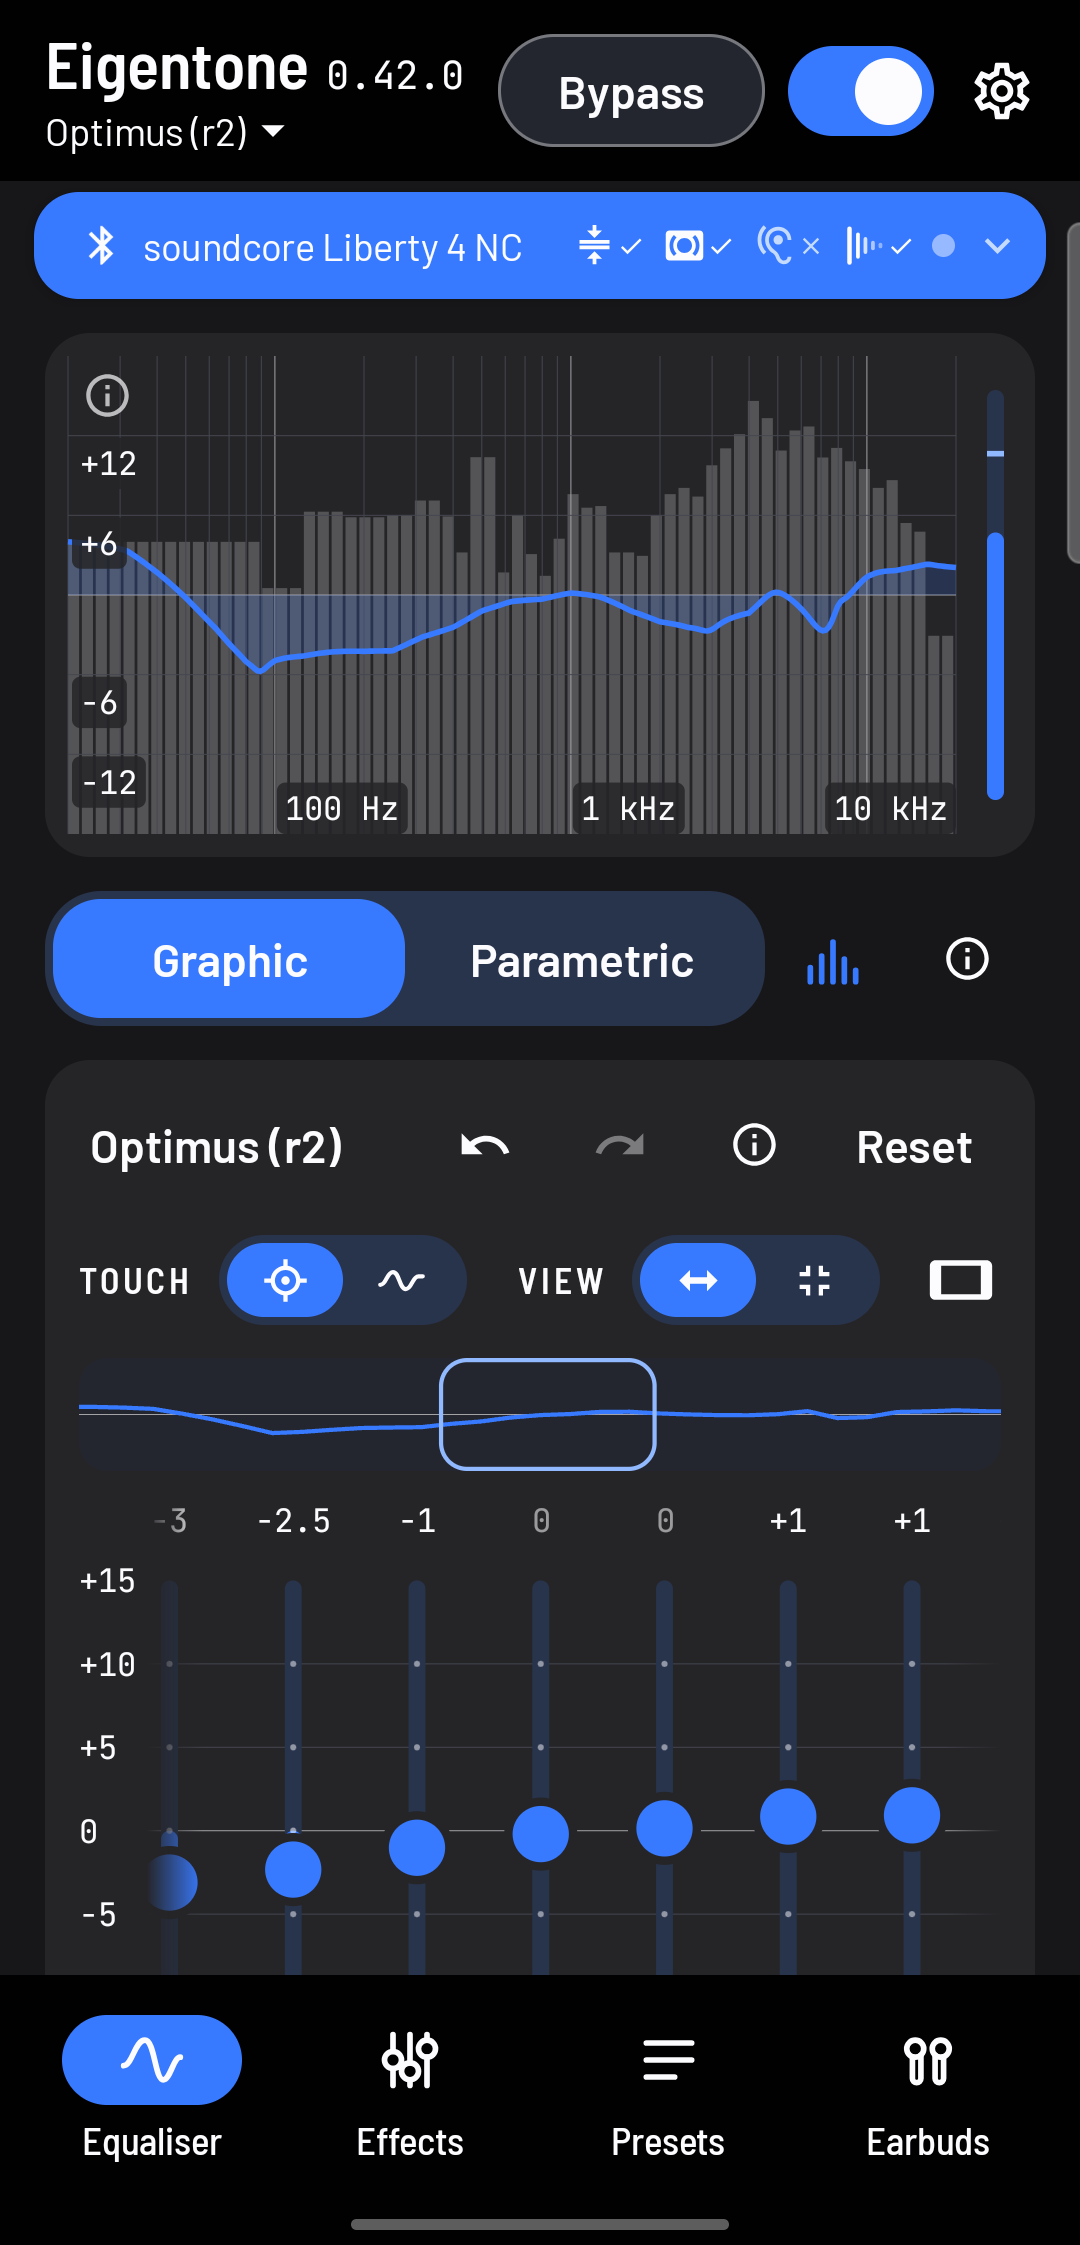 Eigentone 0.42.0
Bypass
Optimus (r2)
soundcore Liberty 4 NC
+12
+6
-6
-12
100 Hz
1 kHz
10 kHz
Graphic
Parametric
Optimus (r2)
Reset
TOUCH
VIEW
-3
-2.5
-1
0
0
+1
+1
+15
+10
+5
0
-5
Equaliser
Effects
Presets
Earbuds